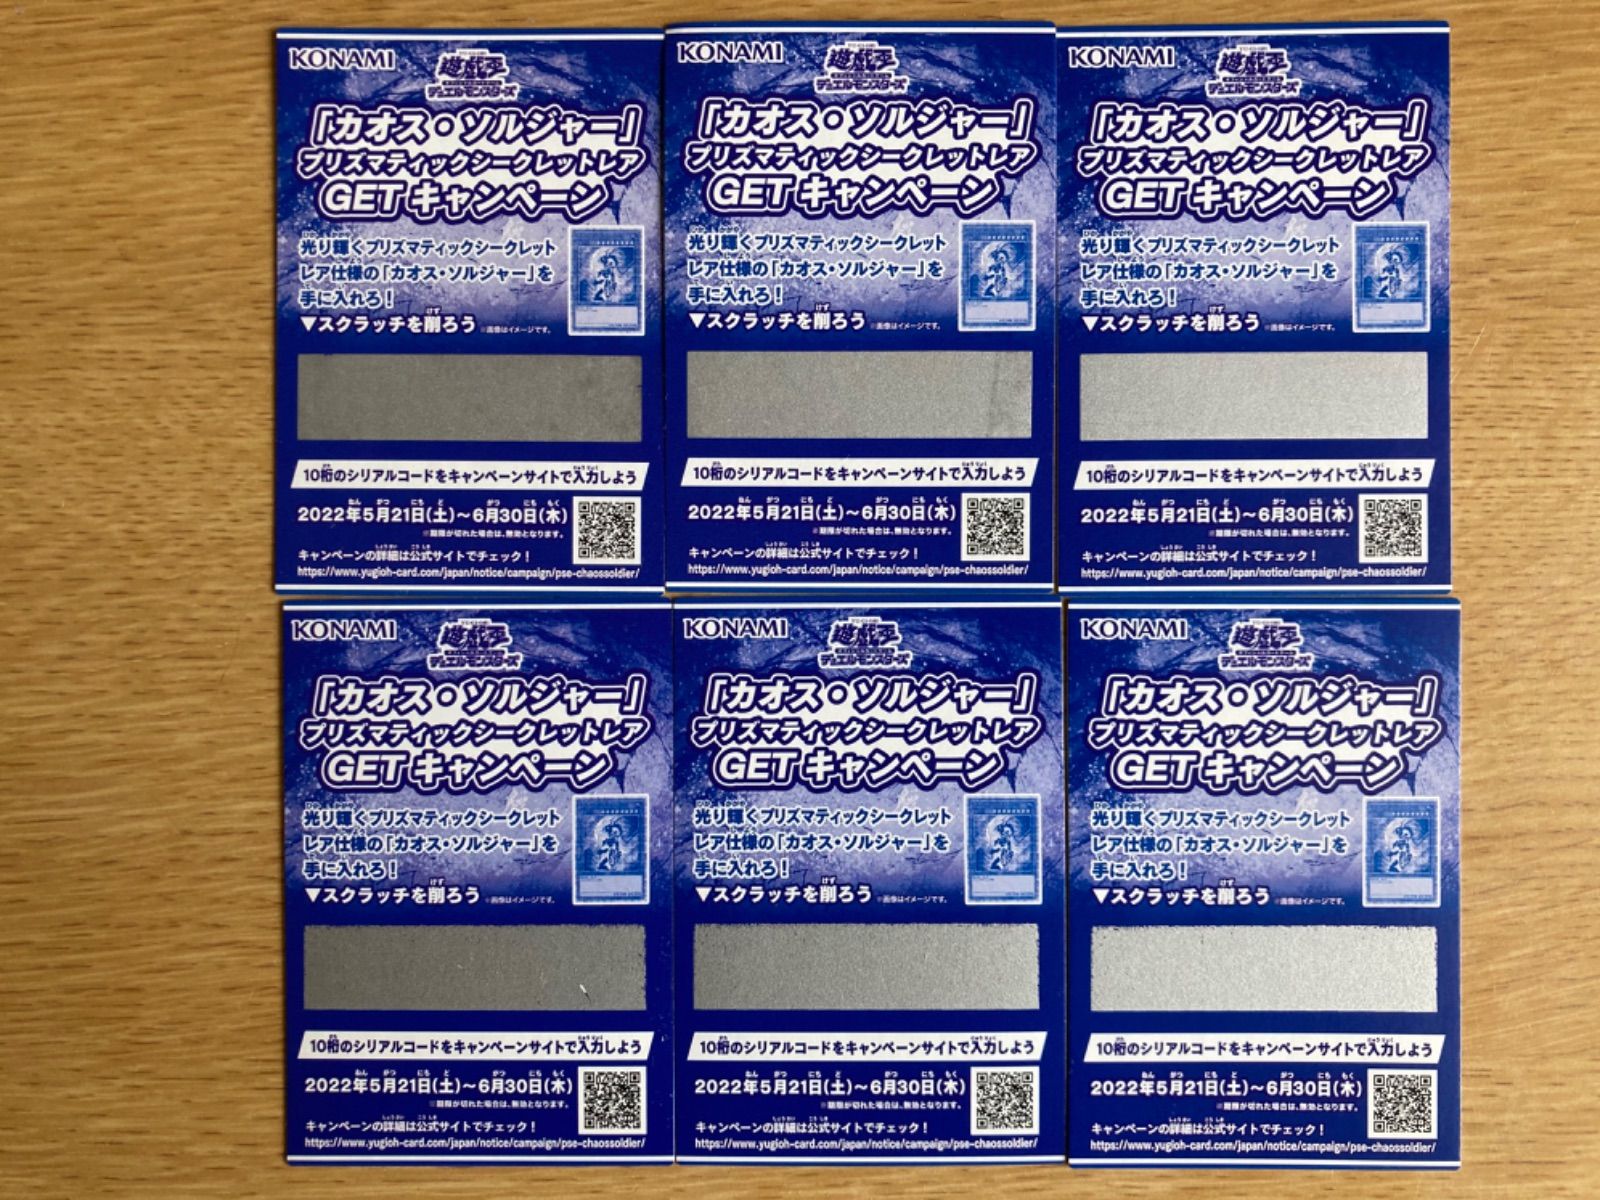 KONAMI
遊戯王
デュエルモンスターズ
「カオス・ソルジャー」
プリズマティックシークレットレア
GETキャンペーン
光り輝くプリズマティックシークレット
レア仕様の「カオス・ソルジャー」を
手に入れろ！
▼スクラッチを削ろう ※画像はイメージです。
10桁のシリアルコードをキャンペーンサイトで入力しよう
2022年5月21日(土)～6月30日(木)
※期限が切れた場合は、無効となります。
キャンペーンの詳細は公式サイトでチェック！
https://www.yugioh-card.com/japan/notice/campaign/pse-chaossoldier/
KONAMI
遊戯王
デュエルモンスターズ
「カオス・ソルジャー」
プリズマティックシークレットレア
GETキャンペーン
光り輝くプリズマティックシークレット
レア仕様の「カオス・ソルジャー」を
手に入れろ！
▼スクラッチを削ろう ※画像はイメージです。
10桁のシリアルコードをキャンペーンサイトで入力しよう
2022年5月21日(土)～6月30日(木)
※期限が切れた場合は、無効となります。
キャンペーンの詳細は公式サイトでチェック！
https://www.yugioh-card.com/japan/notice/campaign/pse-chaossoldier/
KONAMI
遊戯王
デュエルモンスターズ
「カオス・ソルジャー」
プリズマティックシークレットレア
GETキャンペーン
光り輝くプリズマティックシークレット
レア仕様の「カオス・ソルジャー」を
手に入れろ！
▼スクラッチを削ろう ※画像はイメージです。
10桁のシリアルコードをキャンペーンサイトで入力しよう
2022年5月21日(土)～6月30日(木)
※期限が切れた場合は、無効となります。
キャンペーンの詳細は公式サイトでチェック！
https://www.yugioh-card.com/japan/notice/campaign/pse-chaossoldier/
KONAMI
遊戯王
デュエルモンスターズ
「カオス・ソルジャー」
プリズマティックシークレットレア
GETキャンペーン
光り輝くプリズマティックシークレット
レア仕様の「カオス・ソルジャー」を
手に入れろ！
▼スクラッチを削ろう ※画像はイメージです。
10桁のシリアルコードをキャンペーンサイトで入力しよう
2022年5月21日(土)～6月30日(木)
※期限が切れた場合は、無効となります。
キャンペーンの詳細は公式サイトでチェック！
https://www.yugioh-card.com/japan/notice/campaign/pse-chaossoldier/
KONAMI
遊戯王
デュエルモンスターズ
「カオス・ソルジャー」
プリズマティックシークレットレア
GETキャンペーン
光り輝くプリズマティックシークレット
レア仕様の「カオス・ソルジャー」を
手に入れろ！
▼スクラッチを削ろう ※画像はイメージです。
10桁のシリアルコードをキャンペーンサイトで入力しよう
2022年5月21日(土)～6月30日(木)
※期限が切れた場合は、無効となります。
キャンペーンの詳細は公式サイトでチェック！
https://www.yugioh-card.com/japan/notice/campaign/pse-chaossoldier/
KONAMI
遊戯王
デュエルモンスターズ
「カオス・ソルジャー」
プリズマティックシークレットレア
GETキャンペーン
光り輝くプリズマティックシークレット
レア仕様の「カオス・ソルジャー」を
手に入れろ！
▼スクラッチを削ろう ※画像はイメージです。
10桁のシリアルコードをキャンペーンサイトで入力しよう
2022年5月21日(土)～6月30日(木)
※期限が切れた場合は、無効となります。
キャンペーンの詳細は公式サイトでチェック！
https://www.yugioh-card.com/japan/notice/campaign/pse-chaossoldier/